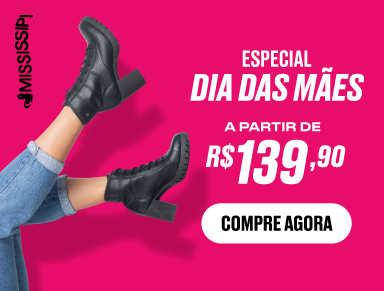 MISSISSIPI
ESPECIAL
DIA DAS MÃES
A PARTIR DE
R$139,90
COMPRE AGORA